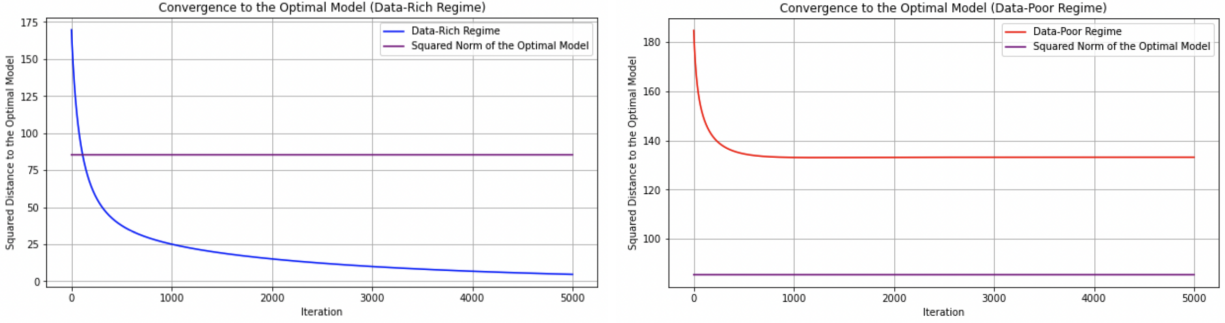 Convergence to the Optimal Model (Data-Rich Regime)
Data-Rich Regime
Squared Norm of the Optimal Model
Squared Distance to the Optimal Model
175
150
125
100
75
50
25
0
0 1000 2000 3000 4000 5000
Iteration
Convergence to the Optimal Model (Data-Poor Regime)
Data-Poor Regime
Squared Norm of the Optimal Model
Squared Distance to the Optimal Model
180
160
140
120
100
0 1000 2000 3000 4000 5000
Iteration